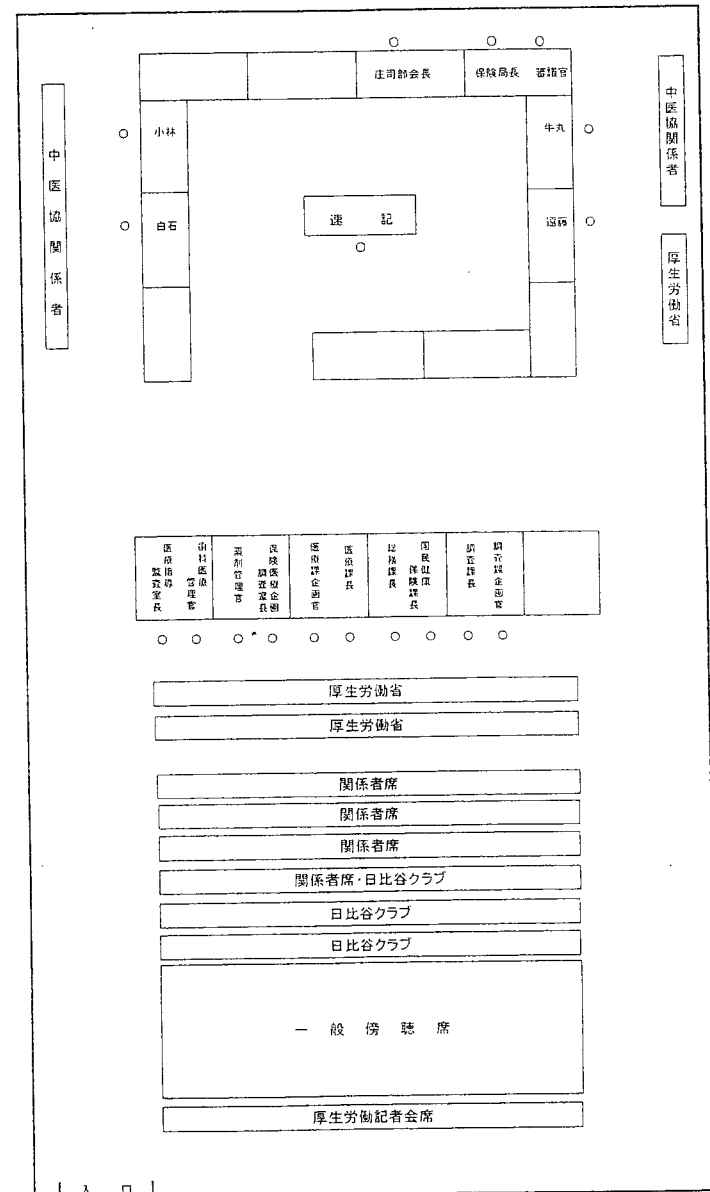 庄司部会長
保険局長 審議官
小林
牛丸
白石
遠藤
速 記
中医協関係者
中医協関係者
厚生労働省
医療指導監査室長
歯科医療管理官
薬剤管理官
保険医療企画調査室長
医療課企画官
医療課長
総務課長
国民健康保険課長
調査課長
調査課企画官
厚生労働省
厚生労働省
関係者席
関係者席
関係者席
関係者席・日比谷クラブ
日比谷クラブ
日比谷クラブ
一 般 傍 聴 席
厚生労働記者会席
入 口